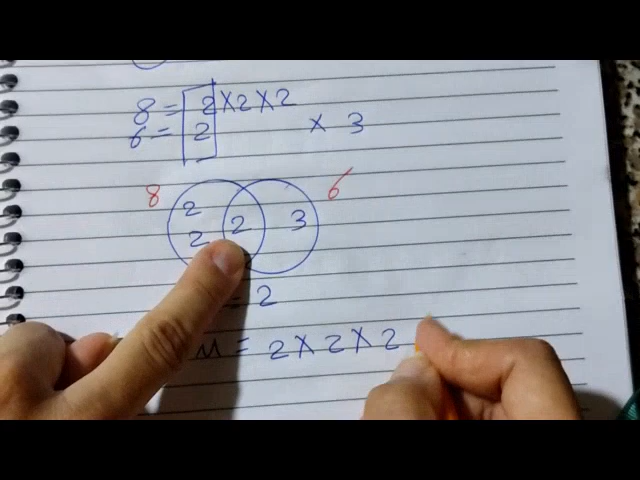 8 = 2 X 2 X 2
6 = 2 X 3
8 6
2 2 3
2
= 2
M = 2 X 2 X 2